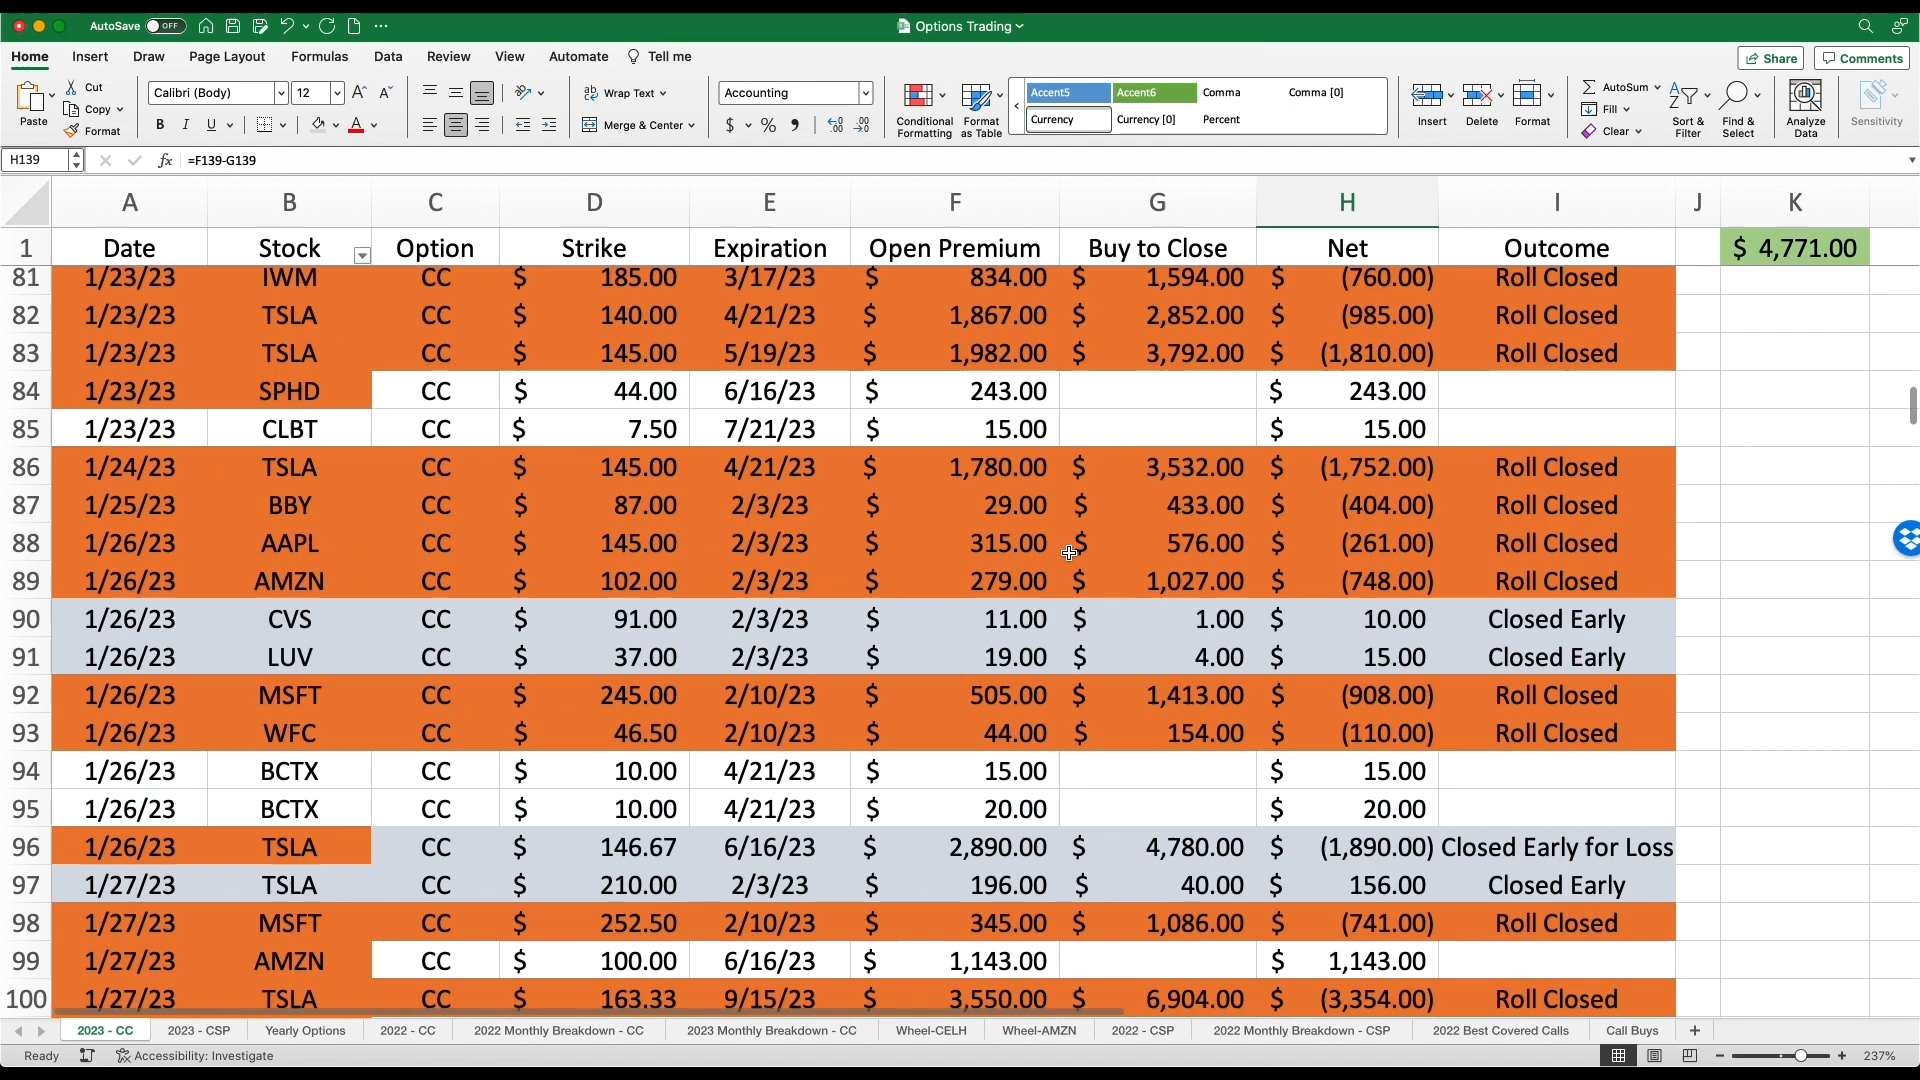 AutoSave OFF ··· Options Trading
Home Insert Draw Page Layout Formulas Data Review View Automate Tell me Share Comments
Paste Cut Copy Format Calibri (Body) 12 A A B I U A Wrap Text Merge & Center Accounting $ % Conditional Formatting Format as Table Accent5 Accent6 Comma Comma [0] Currency Currency [0] Percent Insert Delete Format AutoSum Fill Clear Sort & Filter Find & Select Analyze Data Sensitivity
H139 fx =F139-G139
A B C D E F G H I J K
1 Date Stock Option Strike Expiration Open Premium Buy to Close Net Outcome $ 4,771.00
81 1/23/23 IWM CC $ 185.00 3/17/23 $ 834.00 $ 1,594.00 $ (760.00) Roll Closed
82 1/23/23 TSLA CC $ 140.00 4/21/23 $ 1,867.00 $ 2,852.00 $ (985.00) Roll Closed
83 1/23/23 TSLA CC $ 145.00 5/19/23 $ 1,982.00 $ 3,792.00 $ (1,810.00) Roll Closed
84 1/23/23 SPHD CC $ 44.00 6/16/23 $ 243.00 $ 243.00
85 1/23/23 CLBT CC $ 7.50 7/21/23 $ 15.00 $ 15.00
86 1/24/23 TSLA CC $ 145.00 4/21/23 $ 1,780.00 $ 3,532.00 $ (1,752.00) Roll Closed
87 1/25/23 BBY CC $ 87.00 2/3/23 $ 29.00 $ 433.00 $ (404.00) Roll Closed
88 1/26/23 AAPL CC $ 145.00 2/3/23 $ 315.00 $ 576.00 $ (261.00) Roll Closed
89 1/26/23 AMZN CC $ 102.00 2/3/23 $ 279.00 $ 1,027.00 $ (748.00) Roll Closed
90 1/26/23 CVS CC $ 91.00 2/3/23 $ 11.00 $ 1.00 $ 10.00 Closed Early
91 1/26/23 LUV CC $ 37.00 2/3/23 $ 19.00 $ 4.00 $ 15.00 Closed Early
92 1/26/23 MSFT CC $ 245.00 2/10/23 $ 505.00 $ 1,413.00 $ (908.00) Roll Closed
93 1/26/23 WFC CC $ 46.50 2/10/23 $ 44.00 $ 154.00 $ (110.00) Roll Closed
94 1/26/23 BCTX CC $ 10.00 4/21/23 $ 15.00 $ 15.00
95 1/26/23 BCTX CC $ 10.00 4/21/23 $ 20.00 $ 20.00
96 1/26/23 TSLA CC $ 146.67 6/16/23 $ 2,890.00 $ 4,780.00 $ (1,890.00) Closed Early for Loss
97 1/27/23 TSLA CC $ 210.00 2/3/23 $ 196.00 $ 40.00 $ 156.00 Closed Early
98 1/27/23 MSFT CC $ 252.50 2/10/23 $ 345.00 $ 1,086.00 $ (741.00) Roll Closed
99 1/27/23 AMZN CC $ 100.00 6/16/23 $ 1,143.00 $ 1,143.00
100 1/27/23 TSLA CC $ 163.33 9/15/23 $ 3,550.00 $ 6,904.00 $ (3,354.00) Roll Closed
2023 - CC 2023 - CSP Yearly Options 2022 - CC 2022 Monthly Breakdown - CC 2023 Monthly Breakdown - CC Wheel-CELH Wheel-AMZN 2022 - CSP 2022 Monthly Breakdown - CSP 2022 Best Covered Calls Call Buys +
Ready Accessibility: Investigate 237%